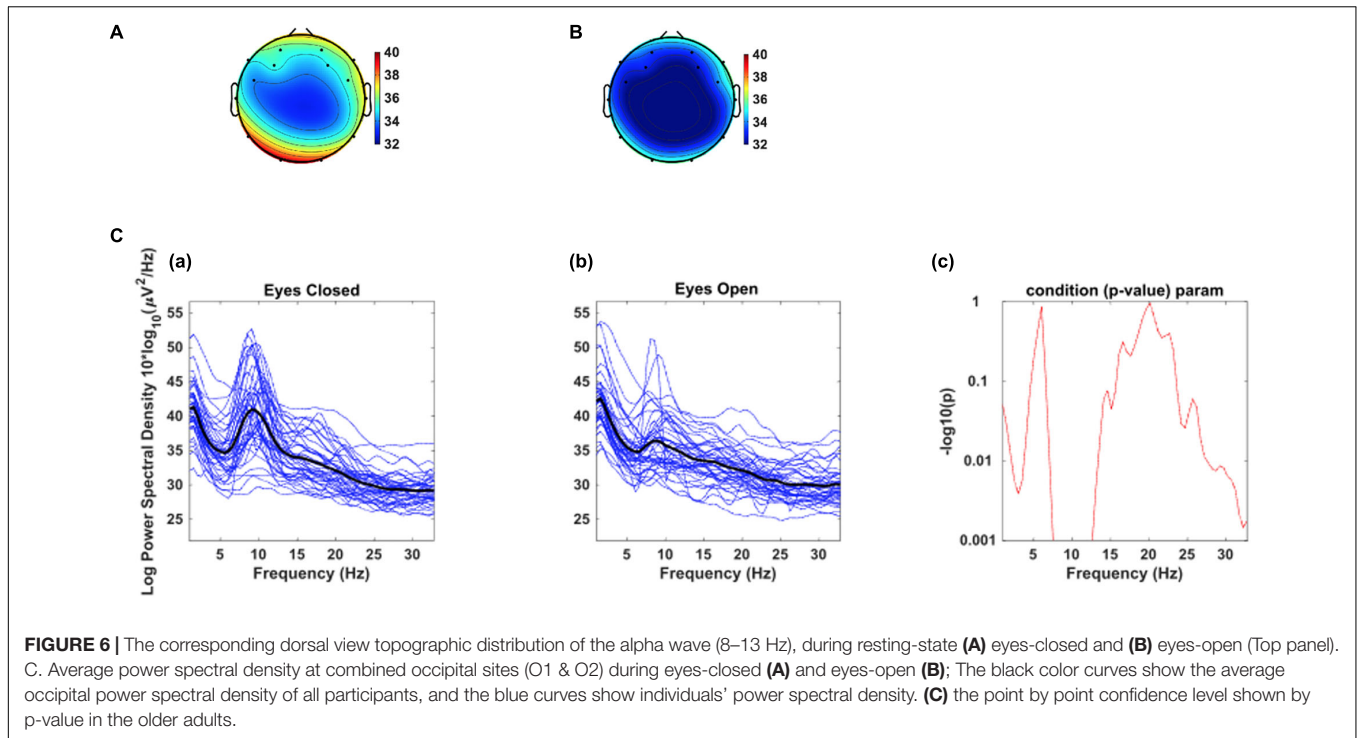 A
B
40
38
36
34
32
40
38
36
34
32
C
(a)
(b)
(c)
Eyes Closed
Eyes Open
condition (p-value) param
Log Power Spectral Density 10*log10(μV2/Hz)
55
50
45
40
35
30
25
5 10 15 20 25 30
Frequency (Hz)
55
50
45
40
35
30
25
5 10 15 20 25 30
Frequency (Hz)
-log10(p)
1
0.1
0.01
0.001
5 10 15 20 25 30
Frequency (Hz)
FIGURE 6 | The corresponding dorsal view topographic distribution of the alpha wave (8–13 Hz), during resting-state (A) eyes-closed and (B) eyes-open (Top panel).
C. Average power spectral density at combined occipital sites (O1 & O2) during eyes-closed (A) and eyes-open (B); The black color curves show the average
occipital power spectral density of all participants, and the blue curves show individuals' power spectral density. (C) the point by point confidence level shown by
p-value in the older adults.